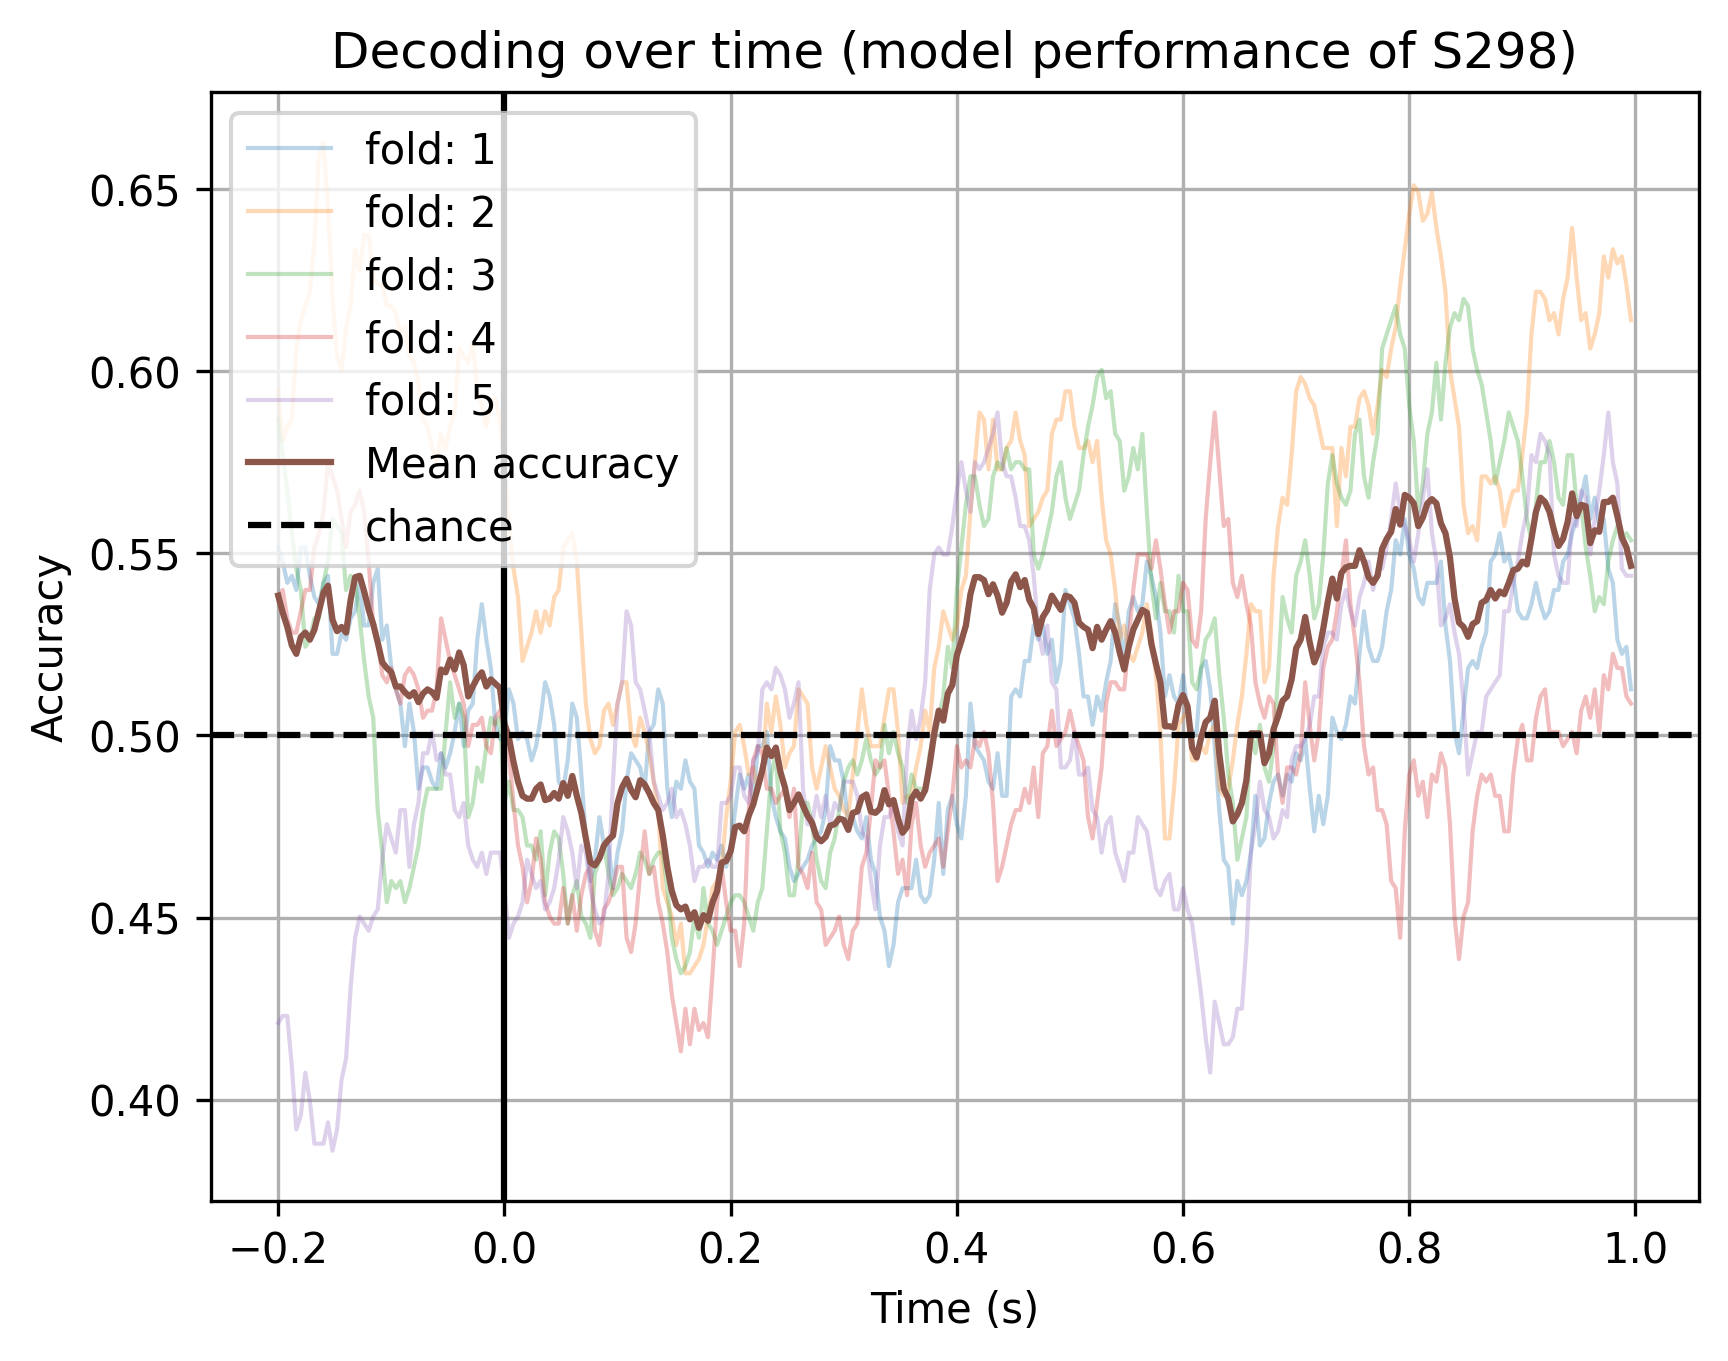 Decoding over time (model performance of S298)
fold: 1
fold: 2
fold: 3
fold: 4
fold: 5
Mean accuracy
chance
Accuracy
0.65
0.60
0.55
0.50
0.45
0.40
−0.2 0.0 0.2 0.4 0.6 0.8 1.0
Time (s)